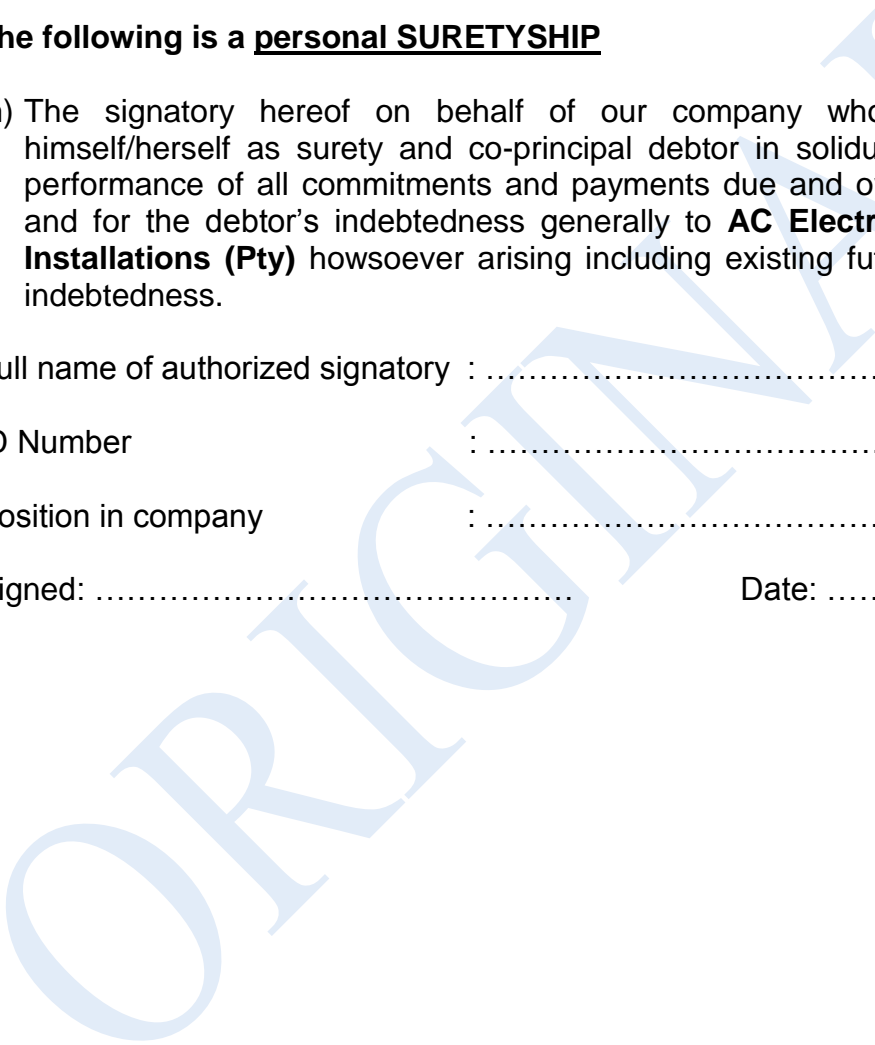 he following is a personal SURETYSHIP
) The signatory hereof on behalf of our company who
himself/herself as surety and co-principal debtor in solidu
performance of all commitments and payments due and o
and for the debtor's indebtedness generally to AC Electr
Installations (Pty) howsoever arising including existing fu
indebtedness.
ull name of authorized signatory : ……………………………
D Number : ……………………………
osition in company : ……………………………
igned: ……………………………………… Date: ….
ORIGINA